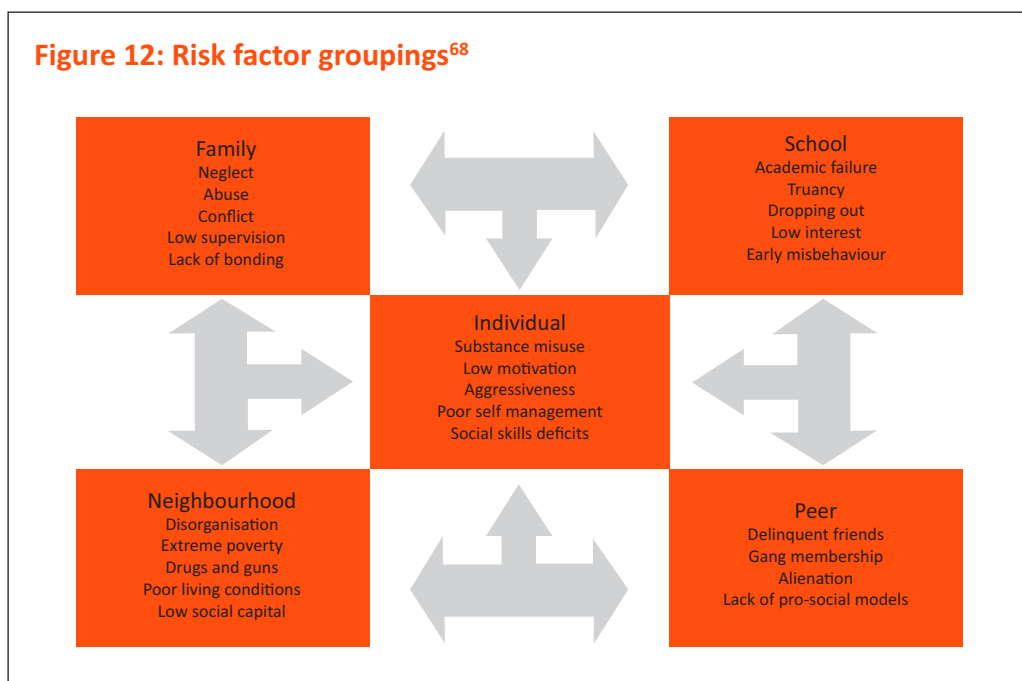 Figure 12: Risk factor groupings68
Family
Neglect
Abuse
Conflict
Low supervision
Lack of bonding
School
Academic failure
Truancy
Dropping out
Low interest
Early misbehaviour
Individual
Substance misuse
Low motivation
Aggressiveness
Poor self management
Social skills deficits
Neighbourhood
Disorganisation
Extreme poverty
Drugs and guns
Poor living conditions
Low social capital
Peer
Delinquent friends
Gang membership
Alienation
Lack of pro-social models